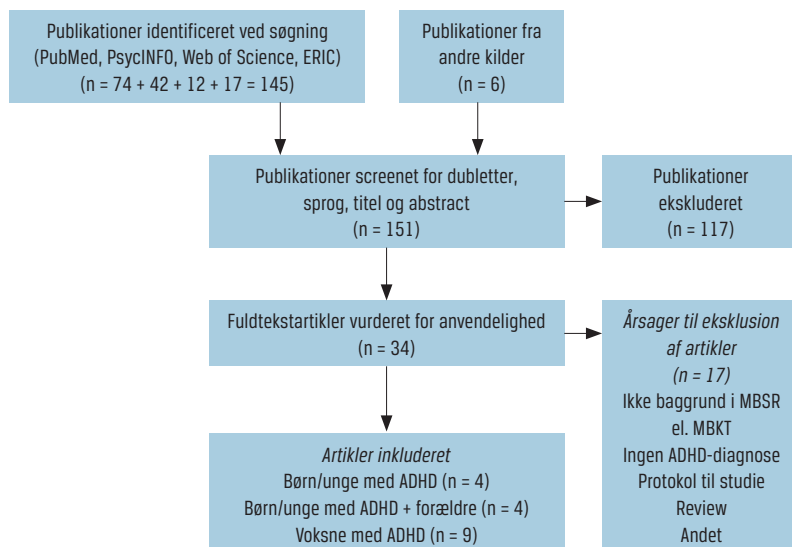 Publikationer identificeret ved søgning
(PubMed, PsycINFO, Web of Science, ERIC)
(n = 74 + 42 + 12 + 17 = 145)
Publikationer fra
andre kilder
(n = 6)
Publikationer screenet for dubletter,
sprog, titel og abstract
(n = 151)
Publikationer
ekskluderet
(n = 117)
Fuldtekstartikler vurderet for anvendelighed
(n = 34)
Årsager til eksklusion
af artikler
(n = 17)
Ikke baggrund i MBSR
el. MBKT
Ingen ADHD-diagnose
Protokol til studie
Review
Andet
Artikler inkluderet
Børn/unge med ADHD (n = 4)
Børn/unge med ADHD + forældre (n = 4)
Voksne med ADHD (n = 9)